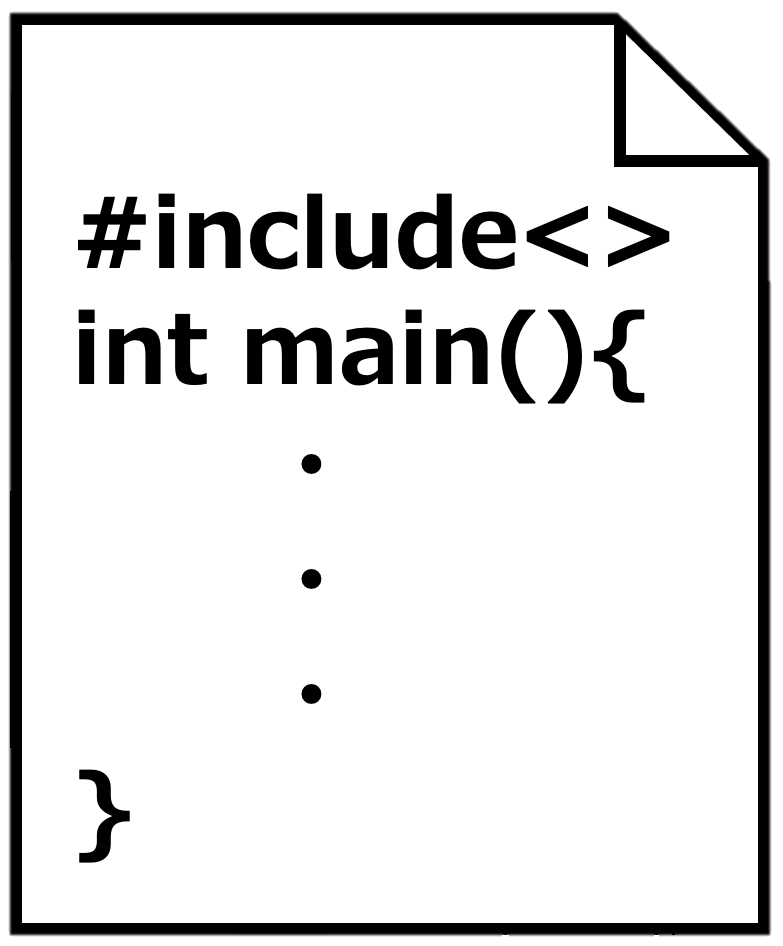 #include<>
int main(){
・
・
・
}